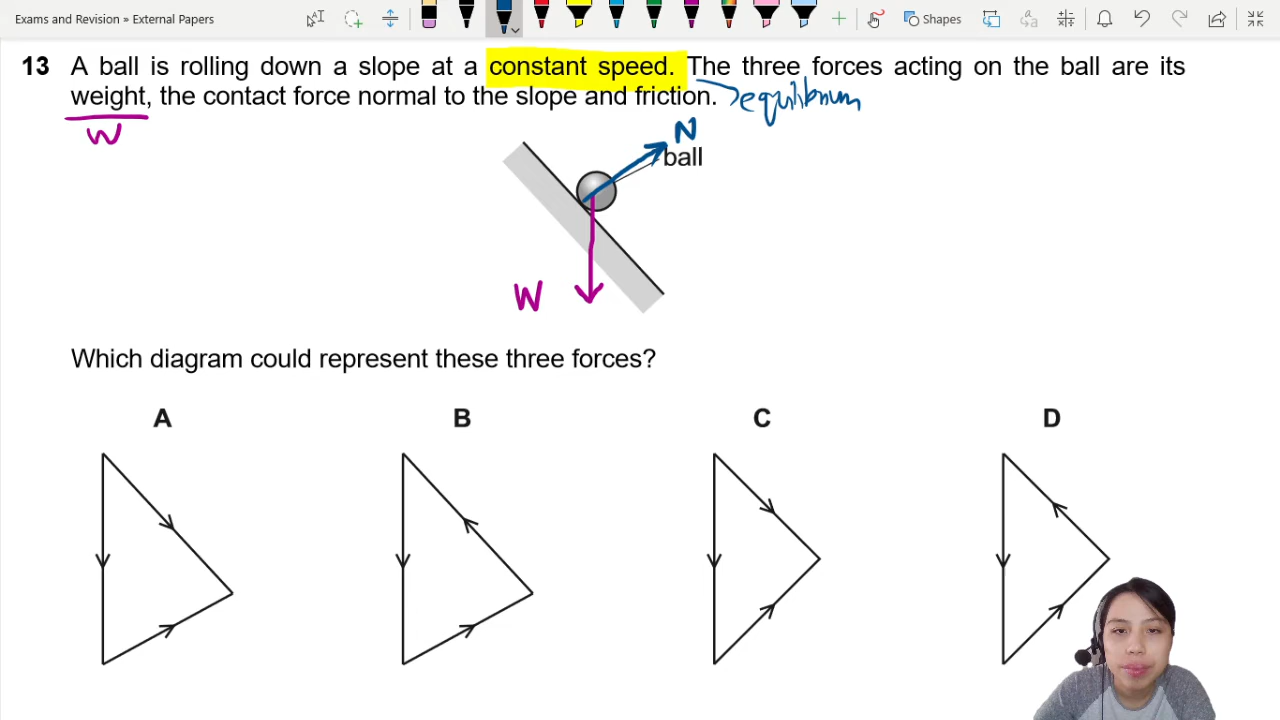 Exams and Revision » External Papers
Shapes
13 A ball is rolling down a slope at a constant speed. The three forces acting on the ball are its
weight, the contact force normal to the slope and friction.
equilibrium
W
N
ball
W
Which diagram could represent these three forces?
A B C D